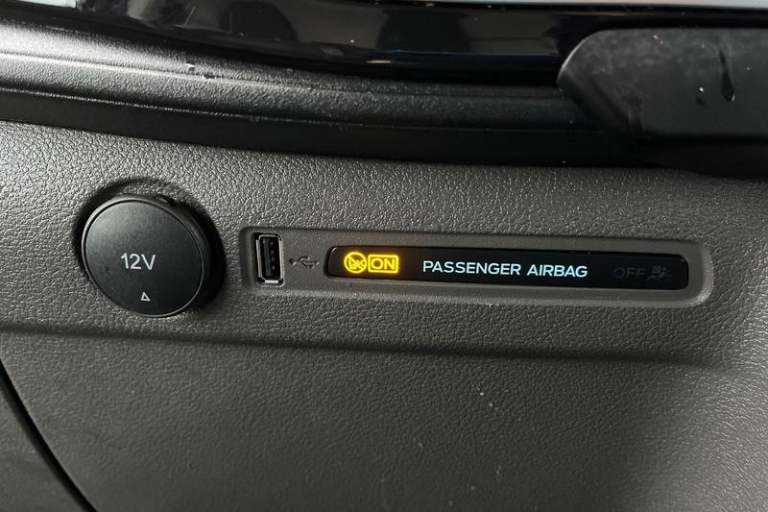 12V
ON PASSENGER AIRBAG OFF